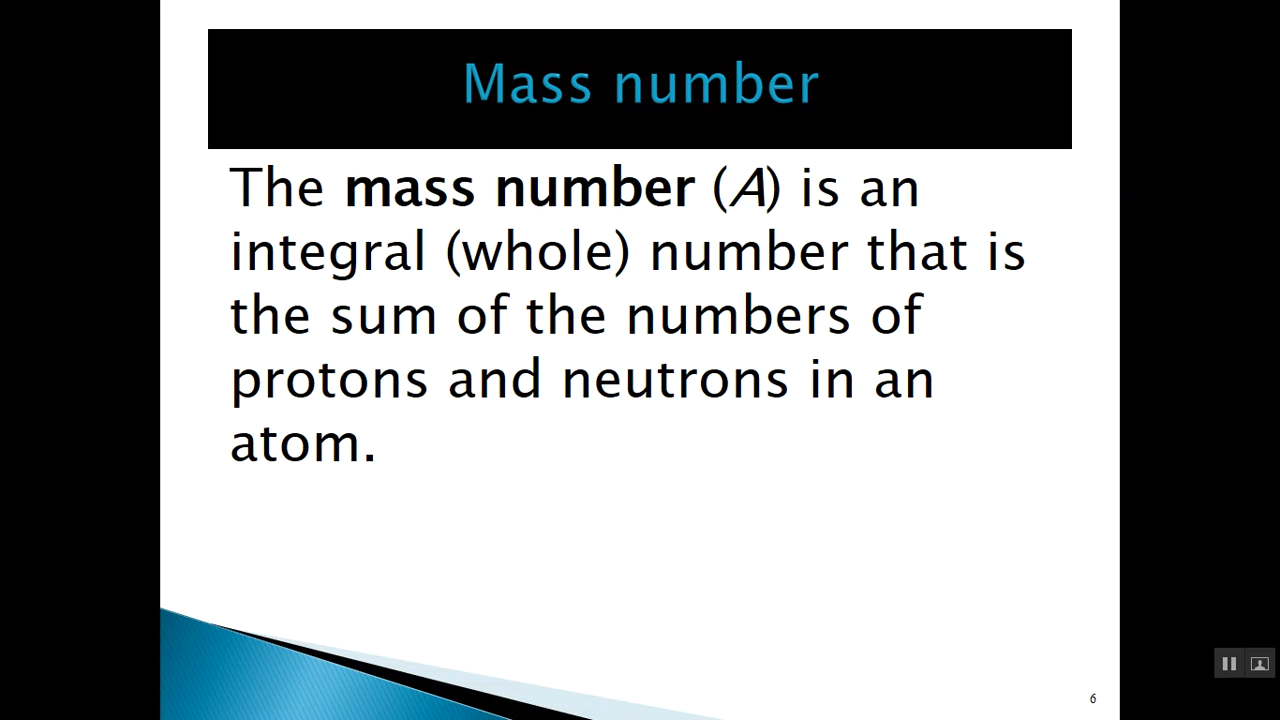 Mass number
The mass number (A) is an
integral (whole) number that is
the sum of the numbers of
protons and neutrons in an
atom.
6